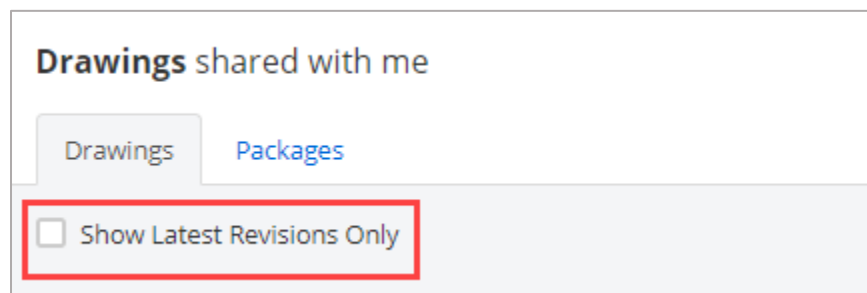 Drawings shared with me
Drawings Packages
Show Latest Revisions Only